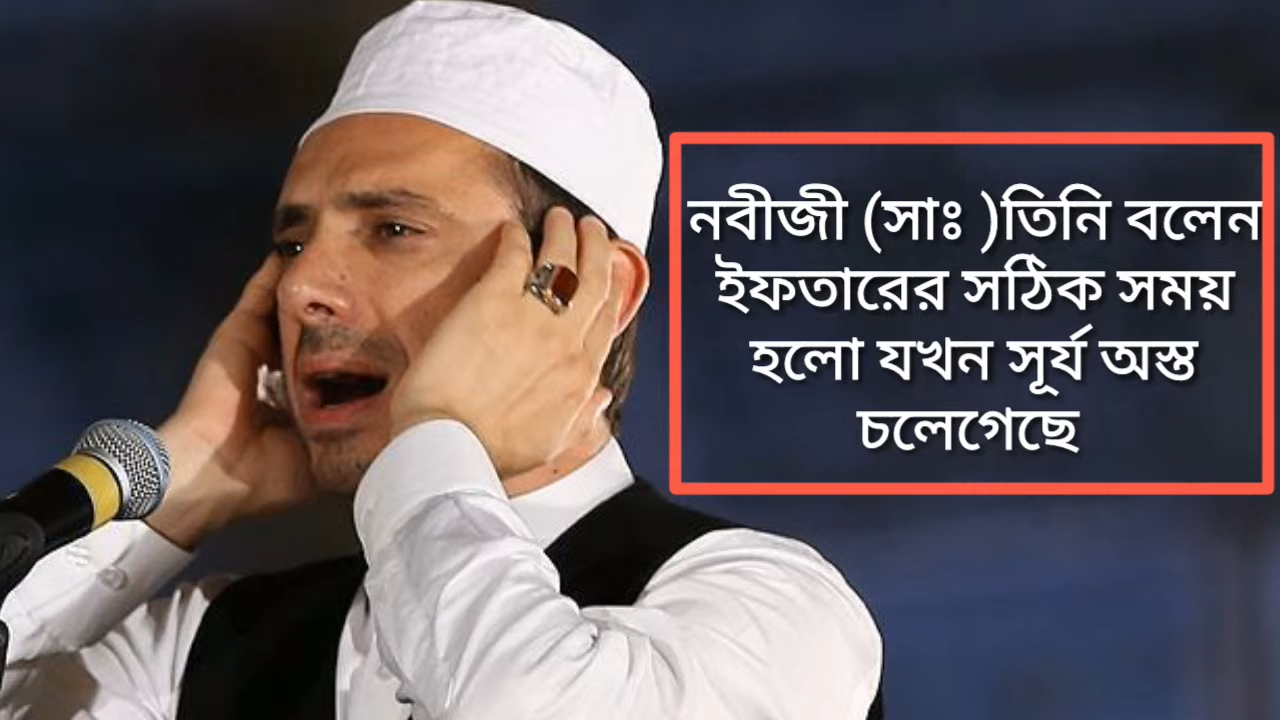 নবীজী (সাঃ )তিনি বলেন
ইফতারের সঠিক সময়
হলো যখন সূর্য অস্ত
চলেগেছে